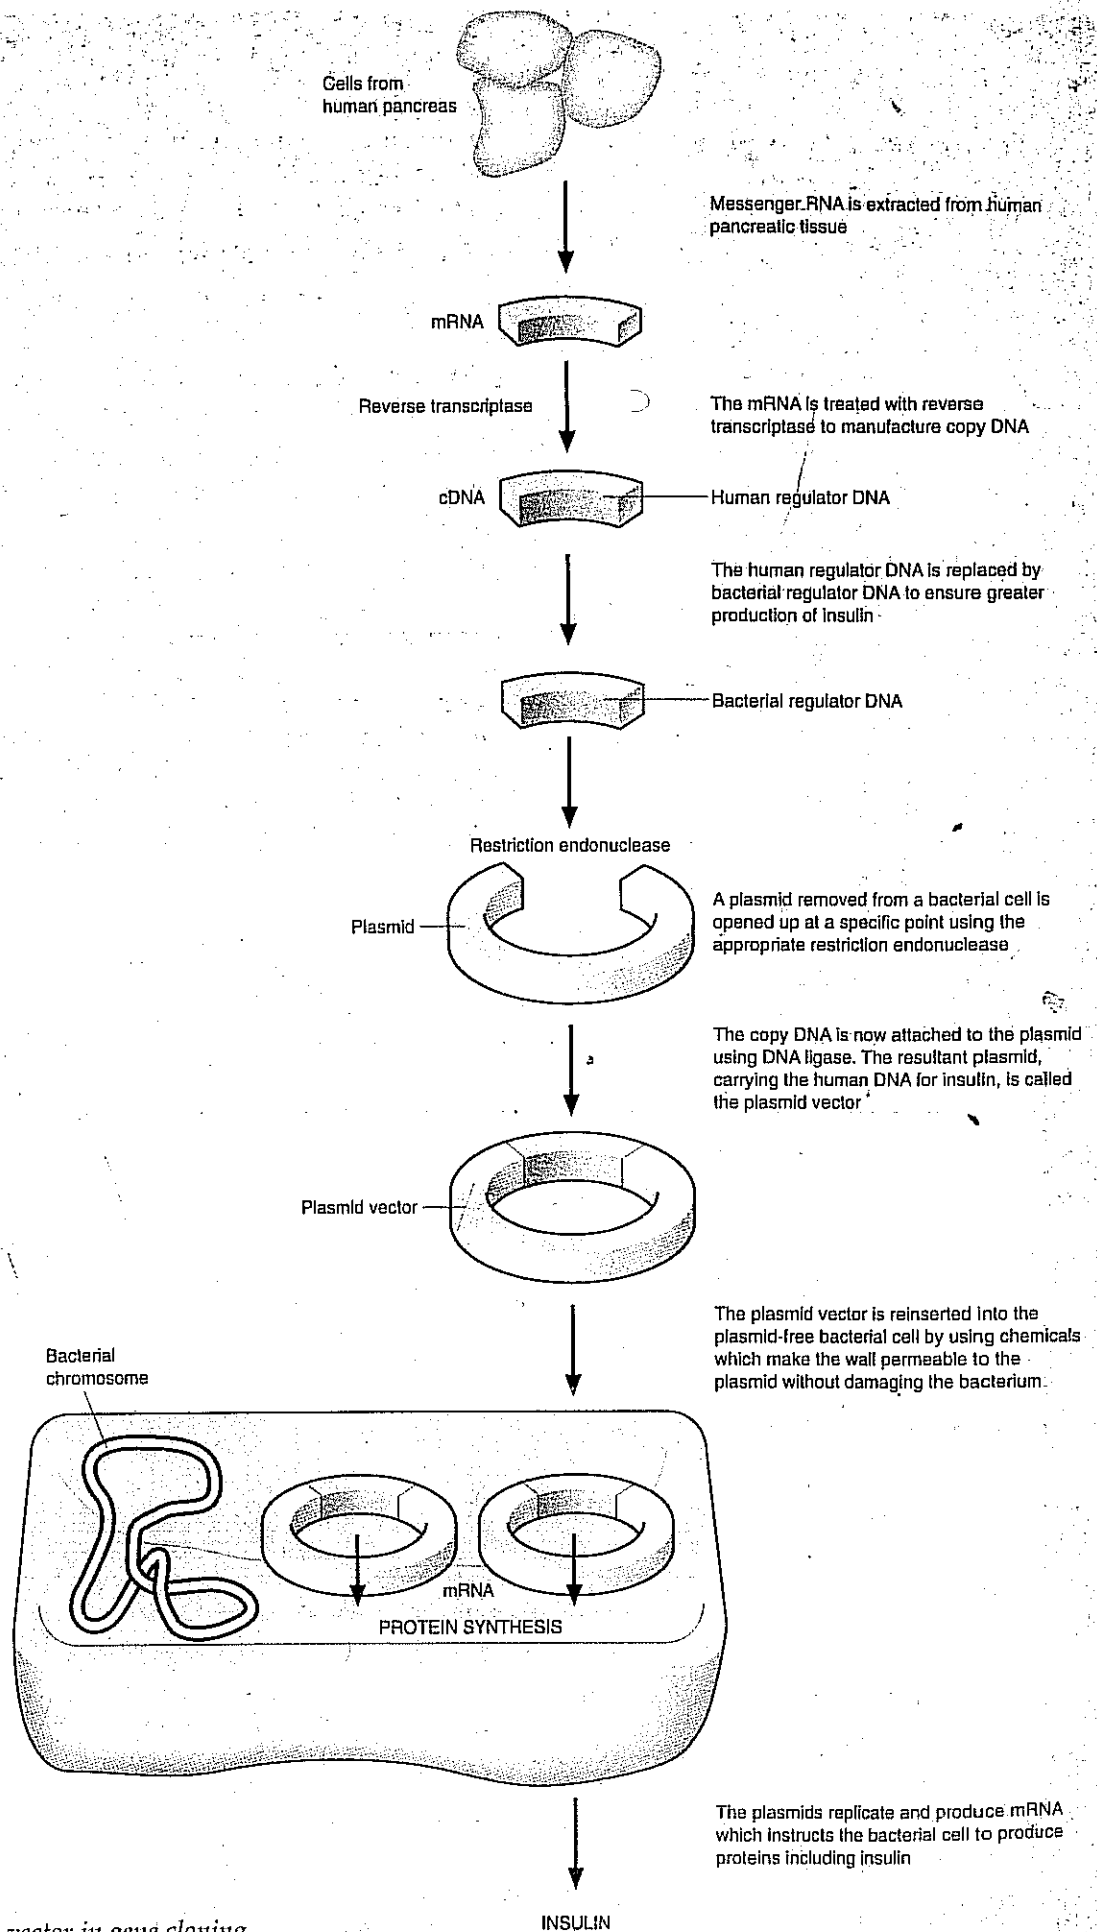 Cells from
human pancreas
Messenger RNA is extracted from human
pancreatic tissue
mRNA
Reverse transcriptase
The mRNA is treated with reverse
transcriptase to manufacture copy DNA
cDNA
Human regulator DNA
The human regulator DNA is replaced by
bacterial regulator DNA to ensure greater
production of insulin
Bacterial regulator DNA
Restriction endonuclease
Plasmid
A plasmid removed from a bacterial cell is
opened up at a specific point using the
appropriate restriction endonuclease
The copy DNA is now attached to the plasmid
using DNA ligase. The resultant plasmid,
carrying the human DNA for insulin, is called
the plasmid vector
Plasmid vector
The plasmid vector is reinserted into the
plasmid-free bacterial cell by using chemicals
which make the wall permeable to the
plasmid without damaging the bacterium.
Bacterial
chromosome
mRNA
PROTEIN SYNTHESIS
The plasmids replicate and produce mRNA
which instructs the bacterial cell to produce
proteins including insulin
INSULIN
vector in gene cloning